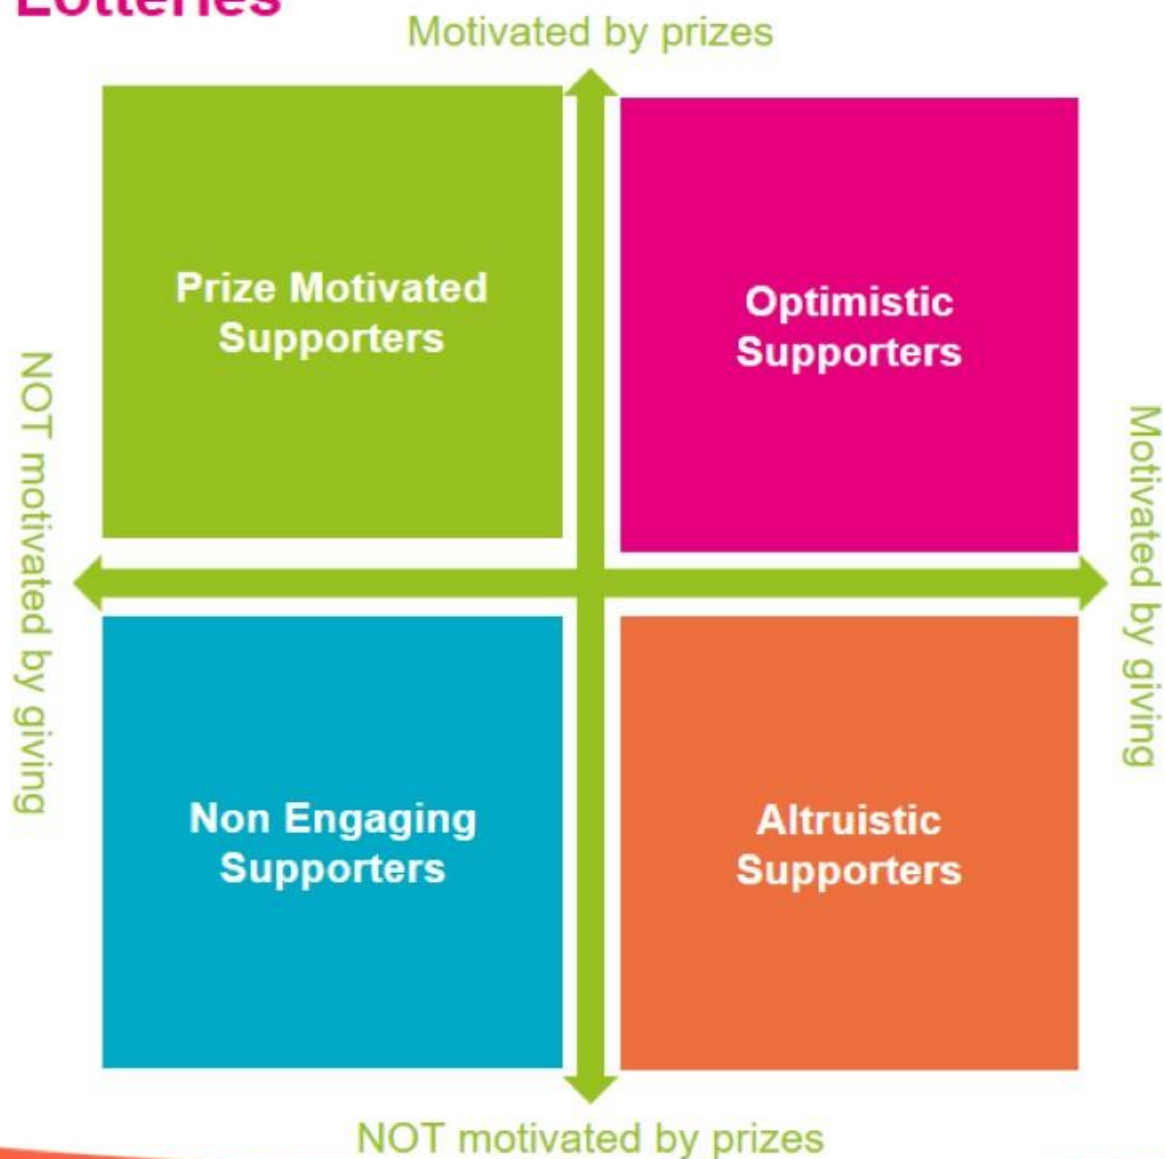 Lotteries
Motivated by prizes
Prize Motivated
Supporters
Optimistic
Supporters
NOT motivated by giving
Motivated by giving
Non Engaging
Supporters
Altruistic
Supporters
NOT motivated by prizes